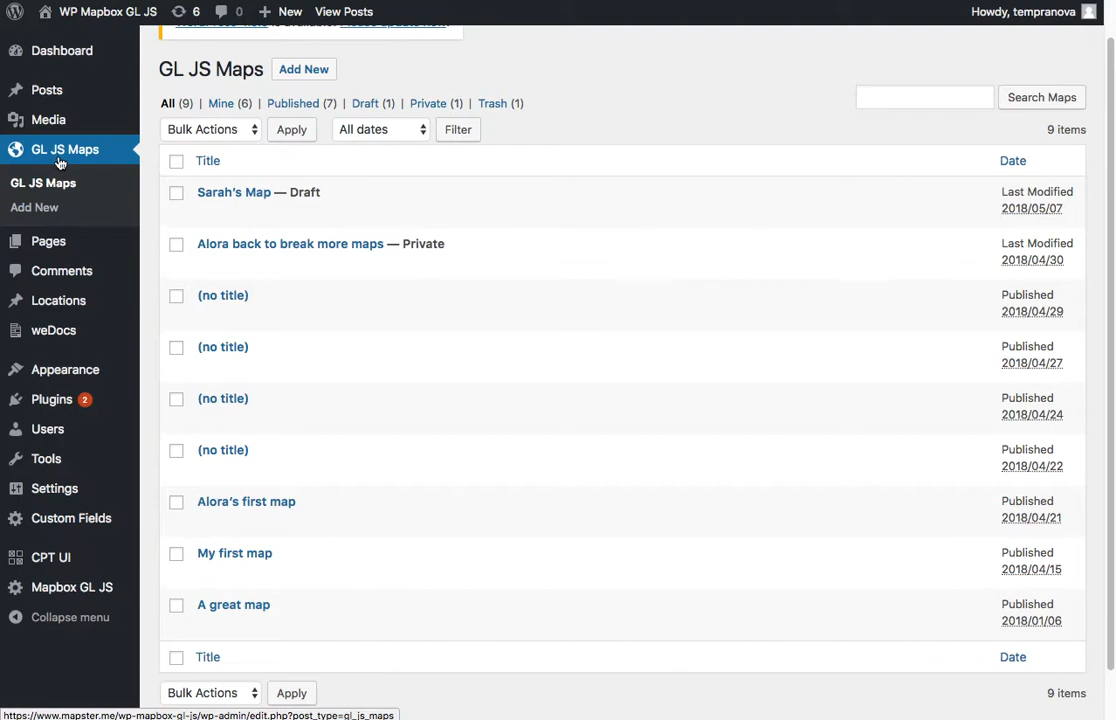 WP Mapbox GL JS 6 0 New View Posts Howdy, tempranova
Dashboard
Posts
Media
GL JS Maps
GL JS Maps
Add New
Pages
Comments
Locations
weDocs
Appearance
Plugins 2
Users
Tools
Settings
Custom Fields
CPT UI
Mapbox GL JS
Collapse menu
GL JS Maps Add New
All (9) | Mine (6) | Published (7) | Draft (1) | Private (1) | Trash (1)
Search Maps
Bulk Actions Apply All dates Filter 9 items
Title Date
Sarah's Map — Draft Last Modified
2018/05/07
Alora back to break more maps — Private Last Modified
2018/04/30
(no title) Published
2018/04/29
(no title) Published
2018/04/27
(no title) Published
2018/04/24
(no title) Published
2018/04/22
Alora's first map Published
2018/04/21
My first map Published
2018/04/15
A great map Published
2018/01/06
Title Date
Bulk Actions Apply 9 items
https://www.mapster.me/wp-mapbox-gl-js/wp-admin/edit.php?post_type=gl_js_maps